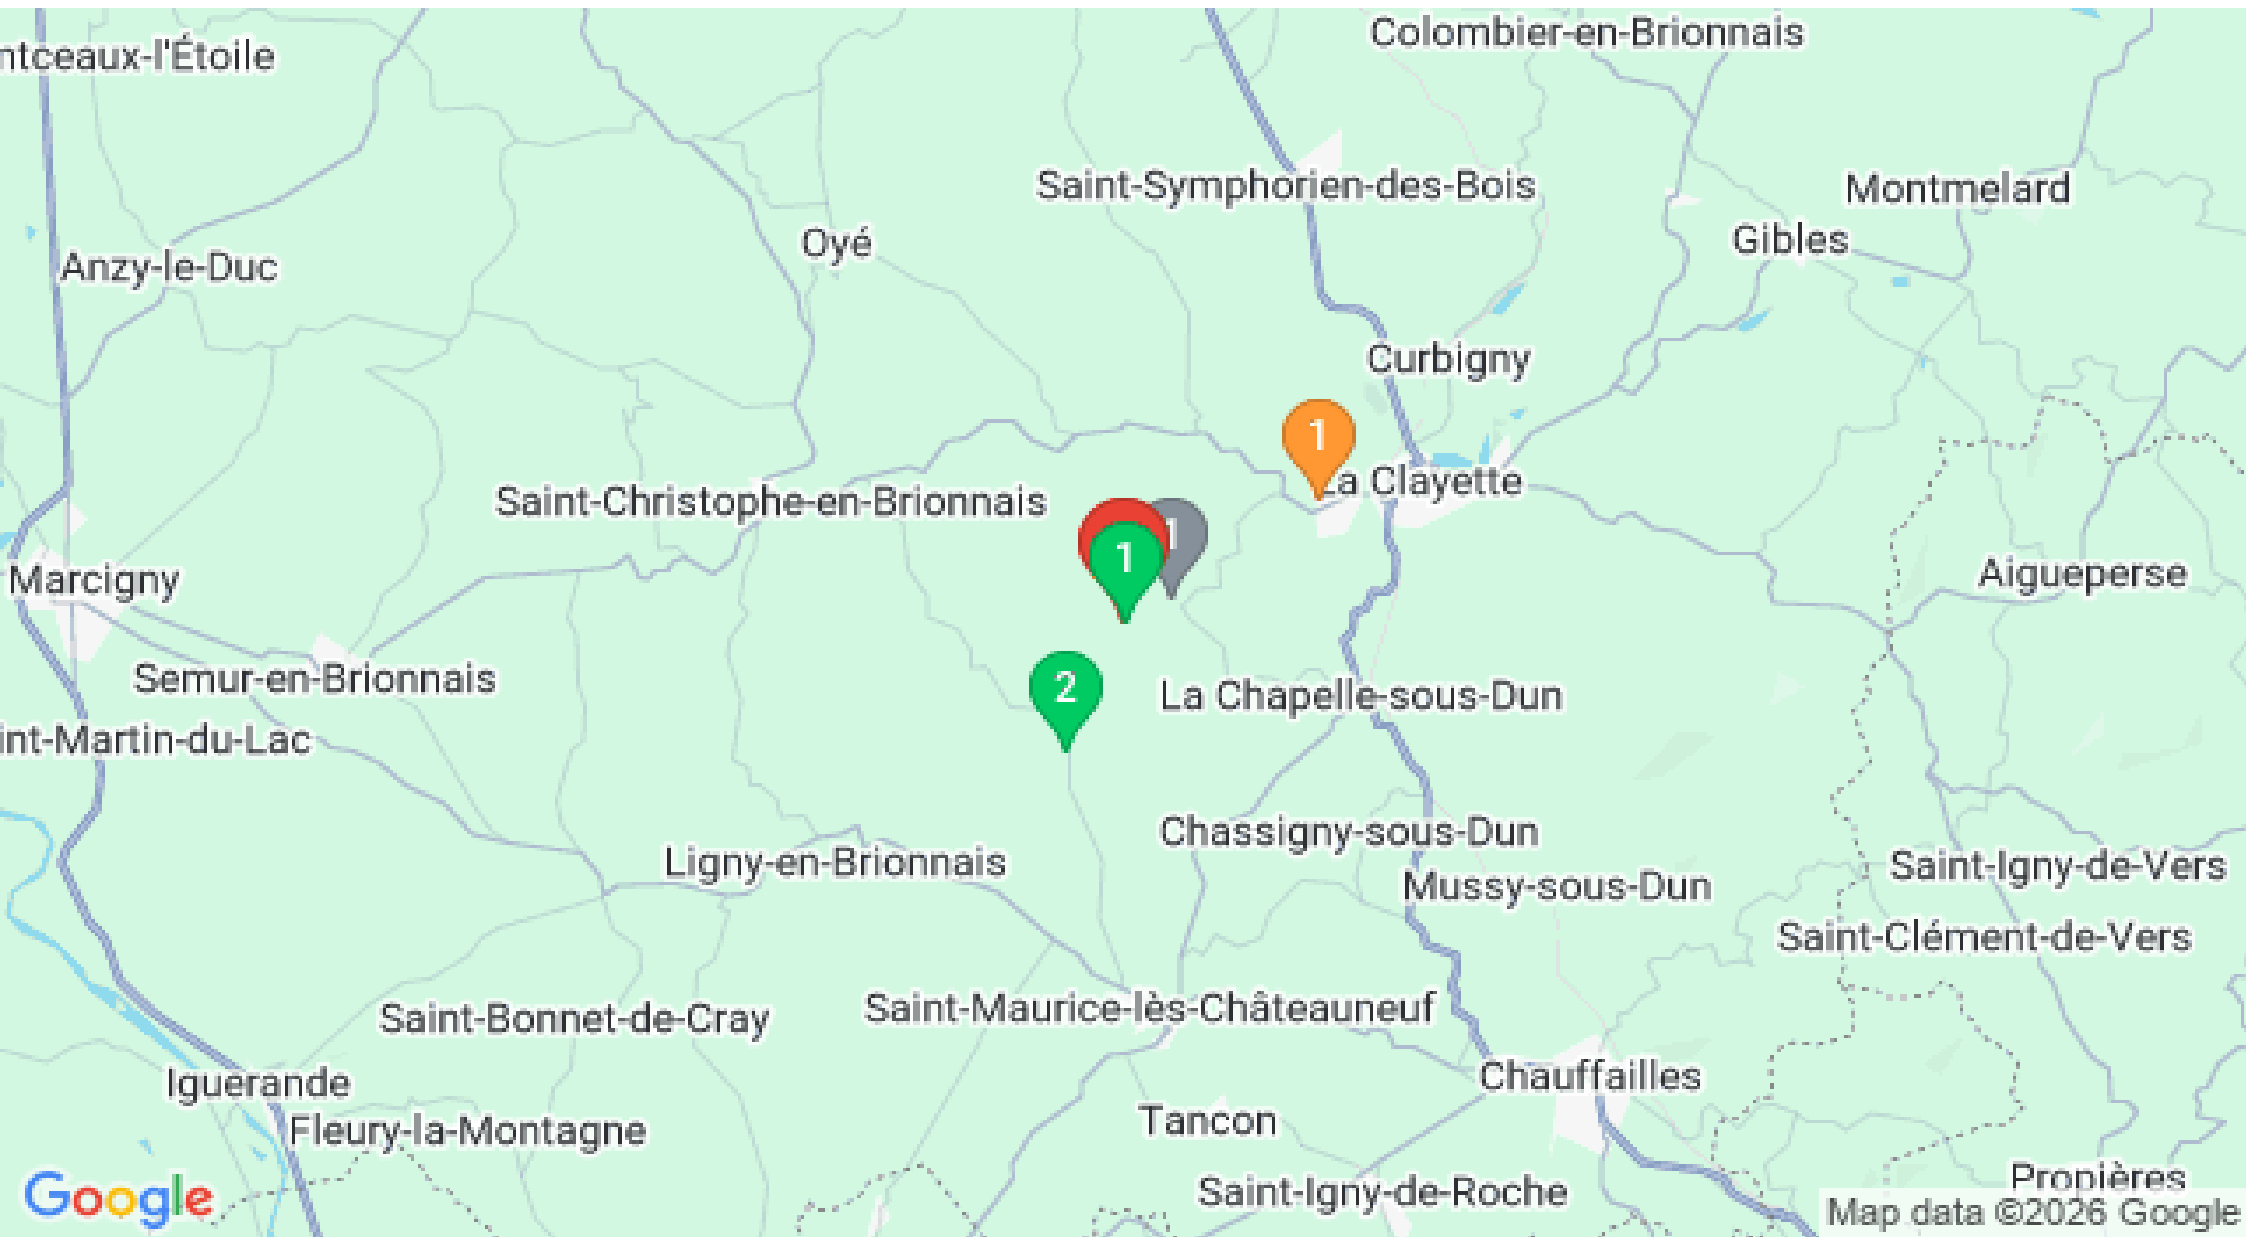 Colombier-en-Brionnais
ntceaux-l'Étoile
Saint-Symphorien-des-Bois
Montmelard
Oyé
Gibles
Anzy-le-Duc
Curbigny
1
La Clayette
Saint-Christophe-en-Brionnais
1
1
Marcigny
Aigueperse
Semur-en-Brionnais
2
La Chapelle-sous-Dun
int-Martin-du-Lac
Chassigny-sous-Dun
Ligny-en-Brionnais
Saint-Igny-de-Vers
Mussy-sous-Dun
Saint-Clément-de-Vers
Saint-Maurice-lès-Châteauneuf
Saint-Bonnet-de-Cray
Chauffailles
Iguerande
Tancon
Fleury-la-Montagne
Propières
Saint-Igny-de-Roche
Google
Map data ©2026 Google